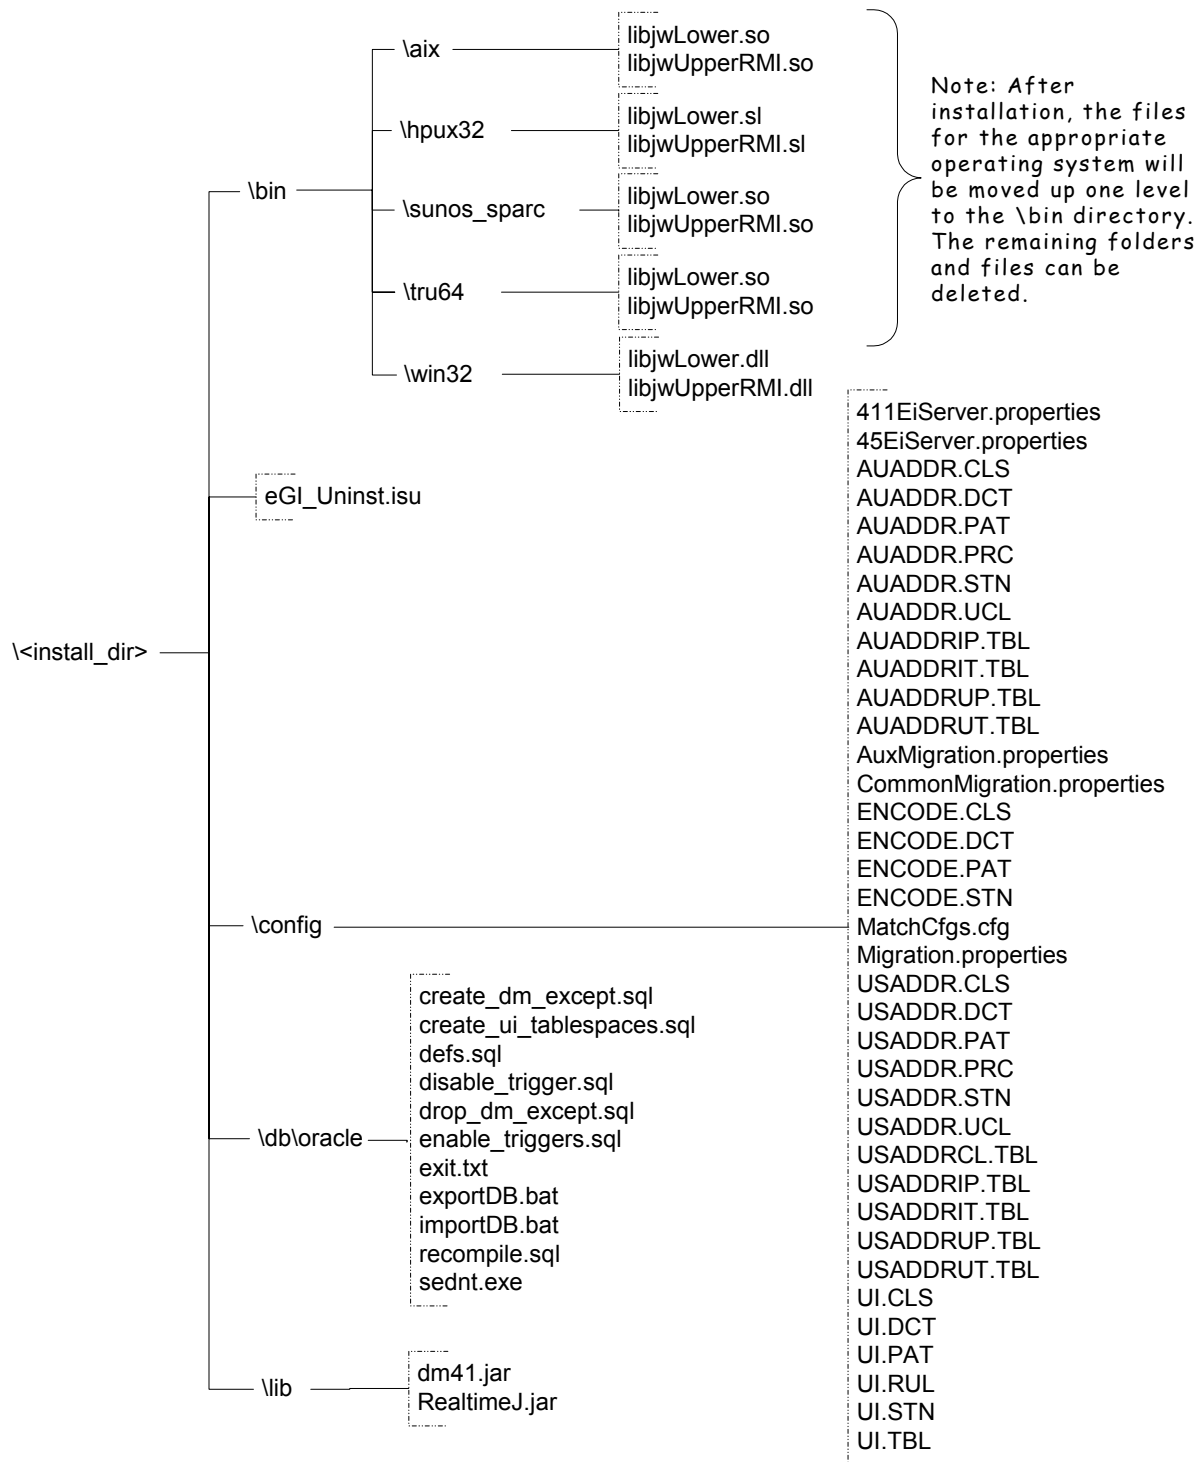 \<install_dir>
\bin
\aix
libjwLower.so
libjwUpperRMI.so
\hpux32
libjwLower.sl
libjwUpperRMI.sl
\sunos_sparc
libjwLower.so
libjwUpperRMI.so
\tru64
libjwLower.so
libjwUpperRMI.so
\win32
libjwLower.dll
libjwUpperRMI.dll
Note: After
installation, the files
for the appropriate
operating system will
be moved up one level
to the \bin directory.
The remaining folders
and files can be
deleted.
eGI_Uninst.isu
\config
411EiServer.properties
45EiServer.properties
AUADDR.CLS
AUADDR.DCT
AUADDR.PAT
AUADDR.PRC
AUADDR.STN
AUADDR.UCL
AUADDRIP.TBL
AUADDRIT.TBL
AUADDRUP.TBL
AUADDRUT.TBL
AuxMigration.properties
CommonMigration.properties
ENCODE.CLS
ENCODE.DCT
ENCODE.PAT
ENCODE.STN
MatchCfgs.cfg
Migration.properties
USADDR.CLS
USADDR.DCT
USADDR.PAT
USADDR.PRC
USADDR.STN
USADDR.UCL
USADDRCL.TBL
USADDRIP.TBL
USADDRIT.TBL
USADDRUP.TBL
USADDRUT.TBL
UI.CLS
UI.DCT
UI.PAT
UI.RUL
UI.STN
UI.TBL
\db\oracle
create_dm_except.sql
create_ui_tablespaces.sql
defs.sql
disable_trigger.sql
drop_dm_except.sql
enable_triggers.sql
exit.txt
exportDB.bat
importDB.bat
recompile.sql
sednt.exe
\lib
dm41.jar
RealtimeJ.jar